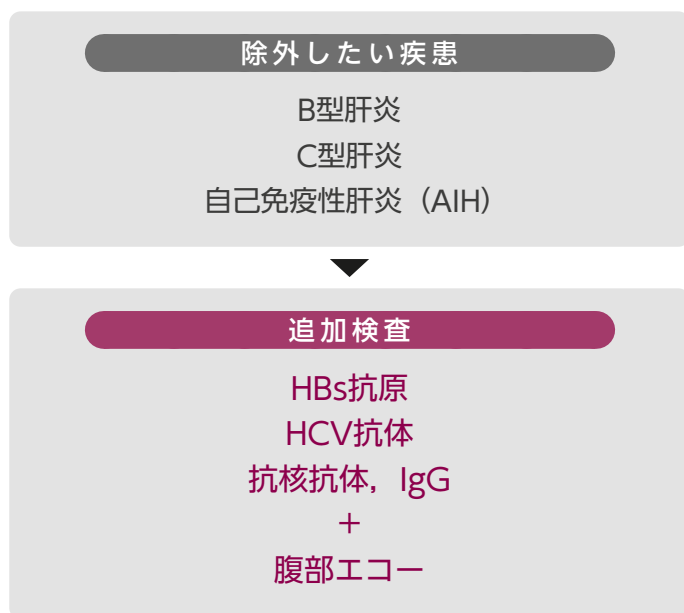 除外したい疾患
B型肝炎
C型肝炎
自己免疫性肝炎（AIH）
追加検査
HBs抗原
HCV抗体
抗核抗体，IgG
＋
腹部エコー